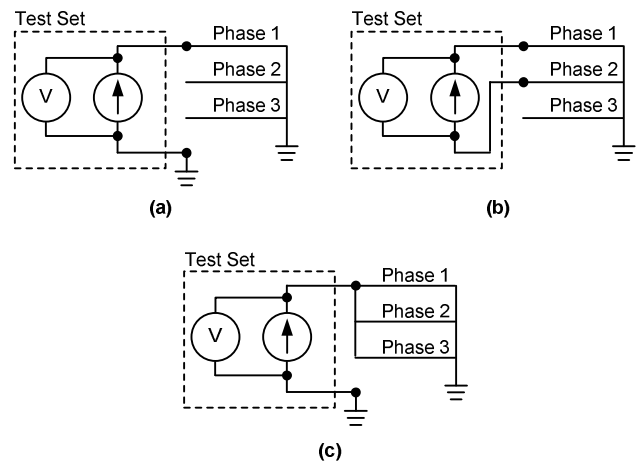 Test Set
V
Phase 1
Phase 2
Phase 3
(a)
Test Set
V
Phase 1
Phase 2
Phase 3
(b)
Test Set
V
Phase 1
Phase 2
Phase 3
(c)